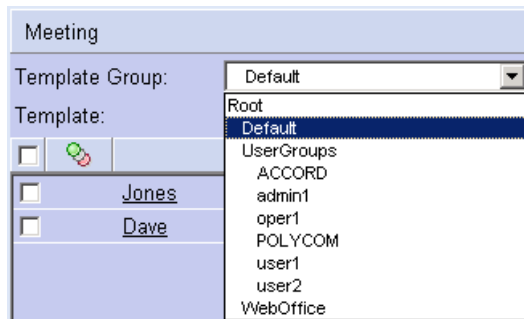 Meeting
Template Group: Default
Template:
Root
Default
UserGroups
ACCORD
admin1
oper1
POLYCOM
user1
user2
WebOffice
Jones
Dave